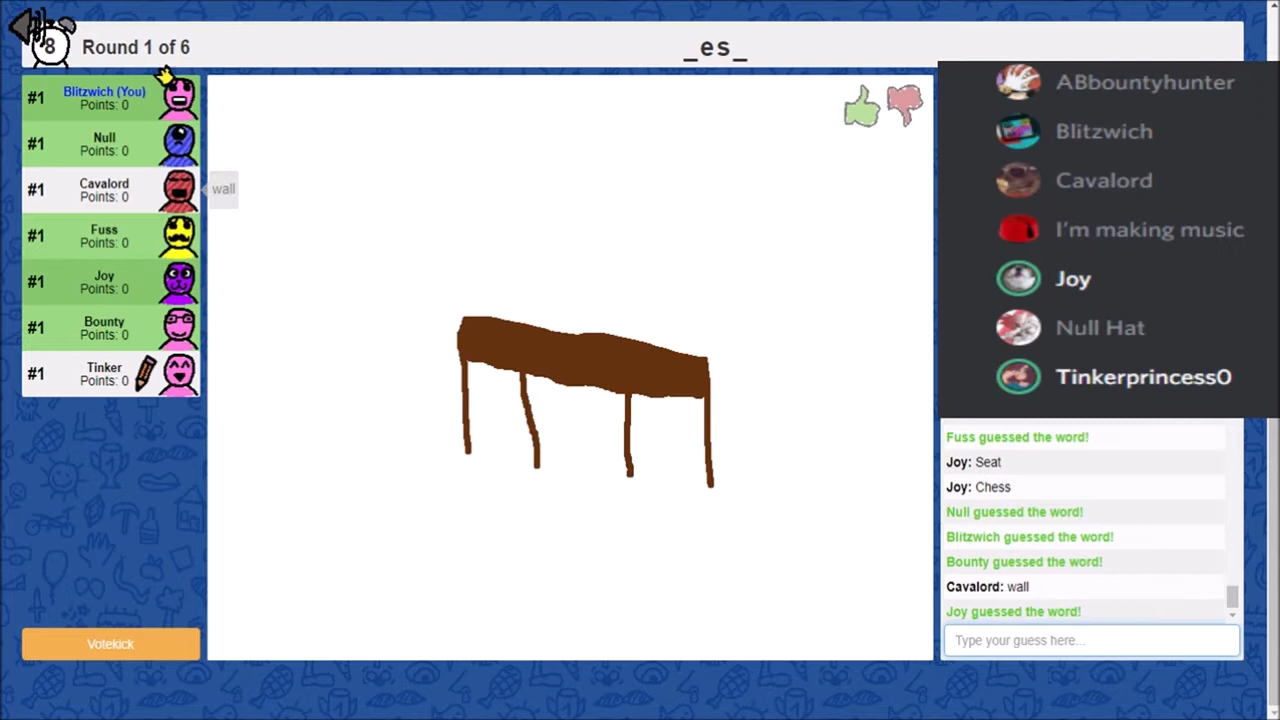 8
Round 1 of 6
_es_
#1 Blitzwich (You)
Points: 0
#1 Null
Points: 0
#1 Cavalord
Points: 0
wall
#1 Fuss
Points: 0
#1 Joy
Points: 0
#1 Bounty
Points: 0
#1 Tinker
Points: 0
Votekick
ABbountyhunter
Blitzwich
Cavalord
I'm making music
Joy
Null Hat
Tinkerprincess0
Fuss guessed the word!
Joy: Seat
Joy: Chess
Null guessed the word!
Blitzwich guessed the word!
Bounty guessed the word!
Cavalord: wall
Joy guessed the word!
Type your guess here...